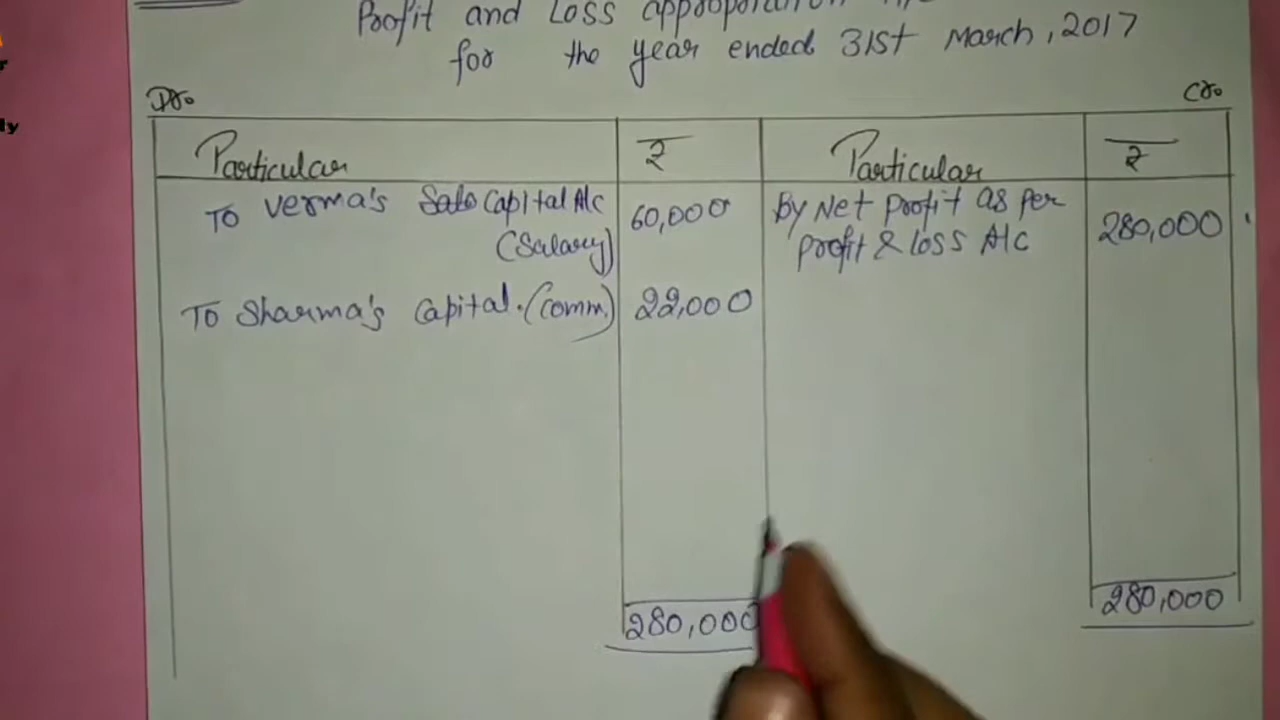 Profit and Loss appropriation
for the year ended 31st March, 2017
Dr.
Cr.
Particular ₹ Particular ₹
To Verma's Capital A/c 60,000 By Net profit as per 280,000
(Salary) profit & loss A/c
To Sharma's Capital. (Comm.) 22,000
280,000 280,000